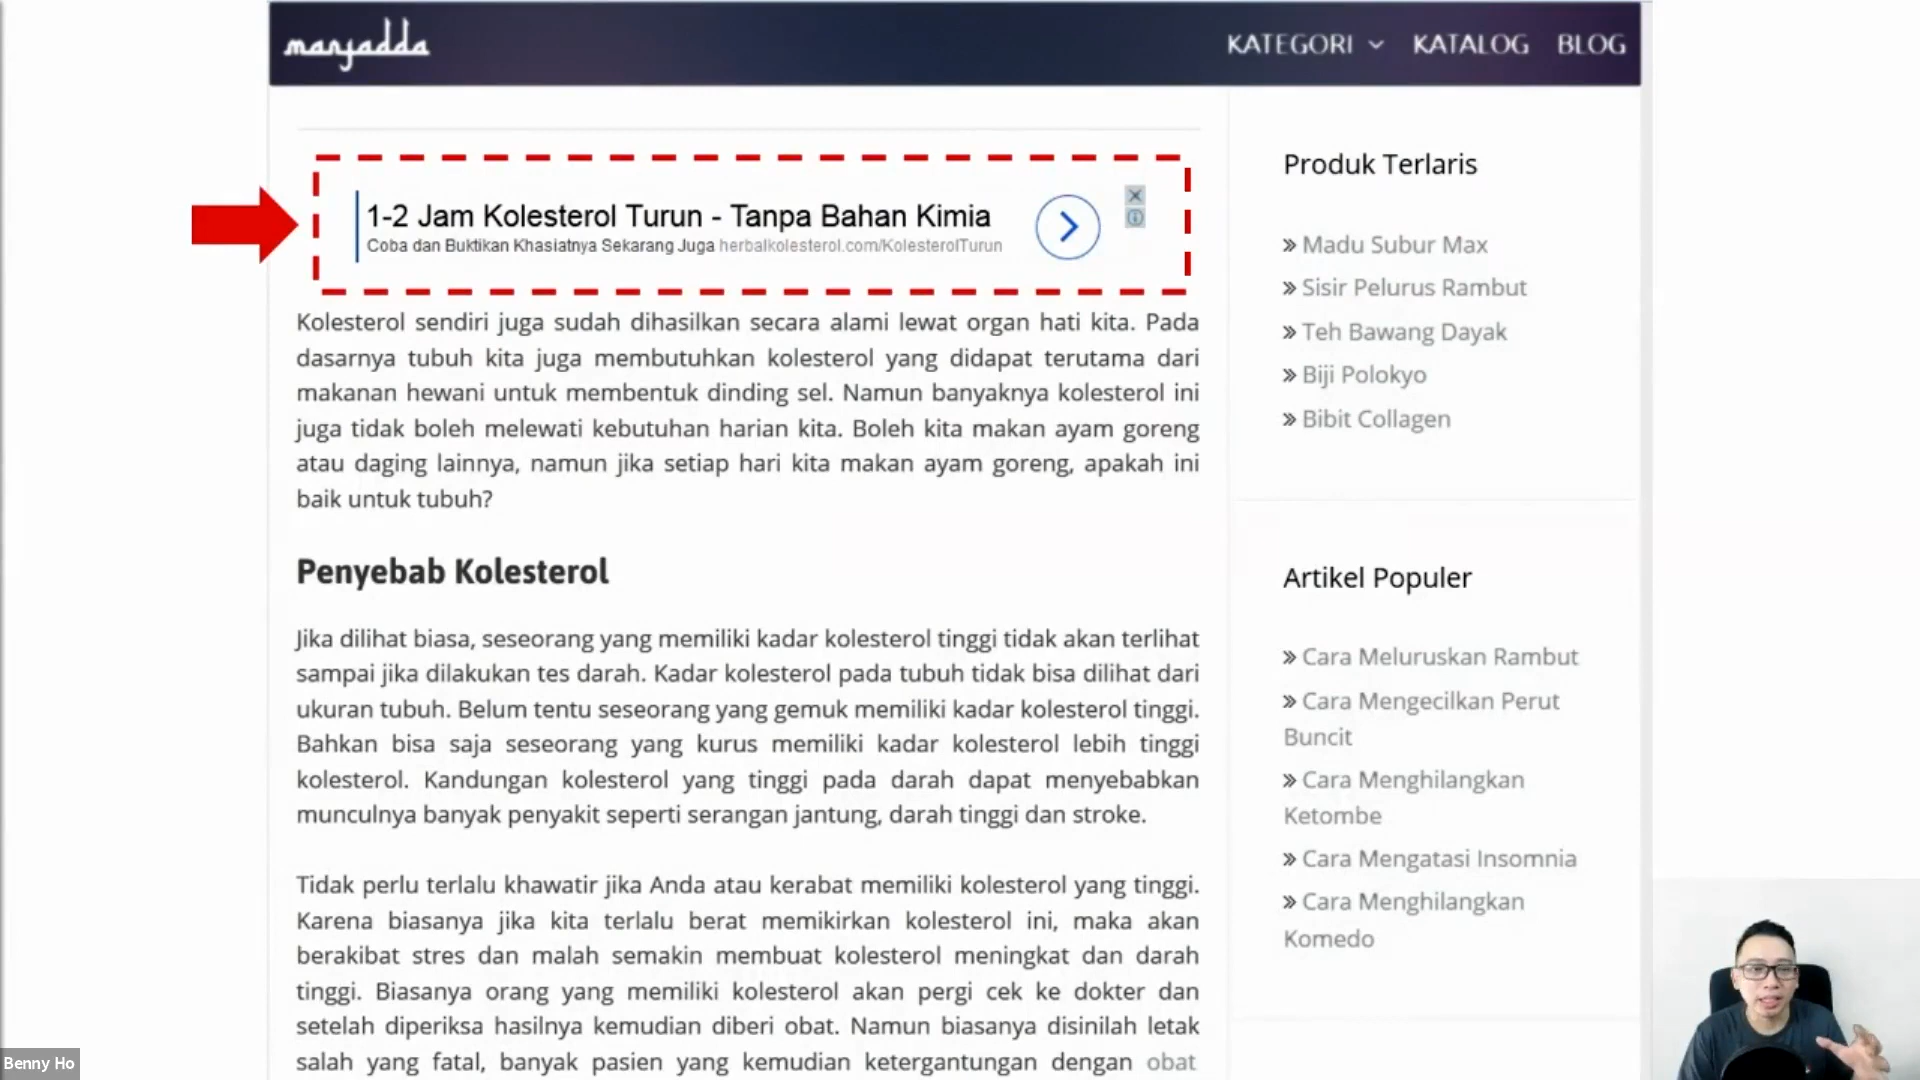 manjadda
KATEGORI
KATALOG
BLOG
1-2 Jam Kolesterol Turun - Tanpa Bahan Kimia
Coba dan Buktikan Khasiatnya Sekarang Juga herbalkolesterol.com/KolesterolTurun
Kolesterol sendiri juga sudah dihasilkan secara alami lewat organ hati kita. Pada
dasarnya tubuh kita juga membutuhkan kolesterol yang didapat terutama dari
makanan hewani untuk membentuk dinding sel. Namun banyaknya kolesterol ini
juga tidak boleh melewati kebutuhan harian kita. Boleh kita makan ayam goreng
atau daging lainnya, namun jika setiap hari kita makan ayam goreng, apakah ini
baik untuk tubuh?
Penyebab Kolesterol
Jika dilihat biasa, seseorang yang memiliki kadar kolesterol tinggi tidak akan terlihat
sampai jika dilakukan tes darah. Kadar kolesterol pada tubuh tidak bisa dilihat dari
ukuran tubuh. Belum tentu seseorang yang gemuk memiliki kadar kolesterol tinggi.
Bahkan bisa saja seseorang yang kurus memiliki kadar kolesterol lebih tinggi
kolesterol. Kandungan kolesterol yang tinggi pada darah dapat menyebabkan
munculnya banyak penyakit seperti serangan jantung, darah tinggi dan stroke.
Tidak perlu terlalu khawatir jika Anda atau kerabat memiliki kolesterol yang tinggi.
Karena biasanya jika kita terlalu berat memikirkan kolesterol ini, maka akan
berakibat stres dan malah semakin membuat kolesterol meningkat dan darah
tinggi. Biasanya orang yang memiliki kolesterol akan pergi cek ke dokter dan
setelah diperiksa hasilnya kemudian diberi obat. Namun biasanya disinilah letak
salah yang fatal, banyak pasien yang kemudian ketergantungan dengan obat
Produk Terlaris
» Madu Subur Max
» Sisir Pelurus Rambut
» Teh Bawang Dayak
» Biji Polokyo
» Bibit Collagen
Artikel Populer
» Cara Meluruskan Rambut
» Cara Mengecilkan Perut
Buncit
» Cara Menghilangkan
Ketombe
» Cara Mengatasi Insomnia
» Cara Menghilangkan
Komedo
Benny Ho